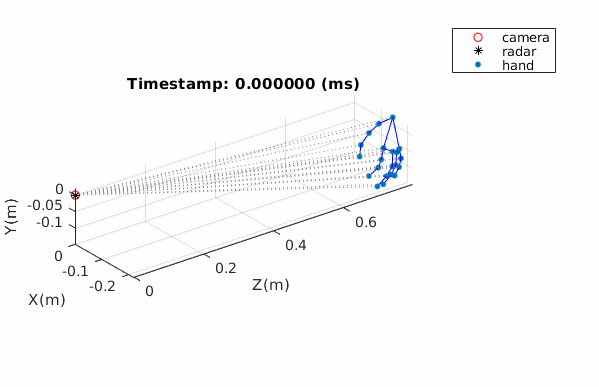 camera
radar
hand
Timestamp: 0.000000 (ms)
0
-0.05
-0.1
Y(m)
0
-0.1
-0.2
X(m)
0
0.2
0.4
0.6
Z(m)